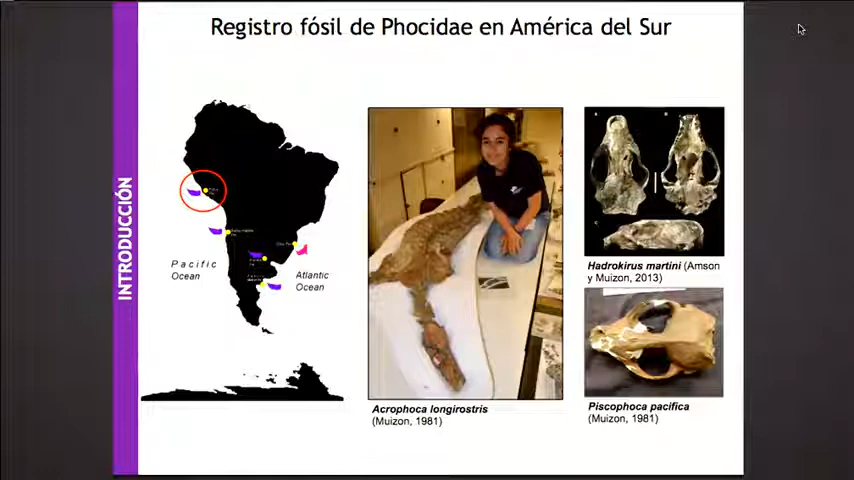 Registro fósil de Phocidae en América del Sur
INTRODUCCIÓN
Pacific
Ocean
Atlantic
Ocean
Acrophoca longirostris
(Muizon, 1981)
A
B
C
Hadrokirus martini (Amson
y Muizon, 2013)
Piscophoca pacifica
(Muizon, 1981)